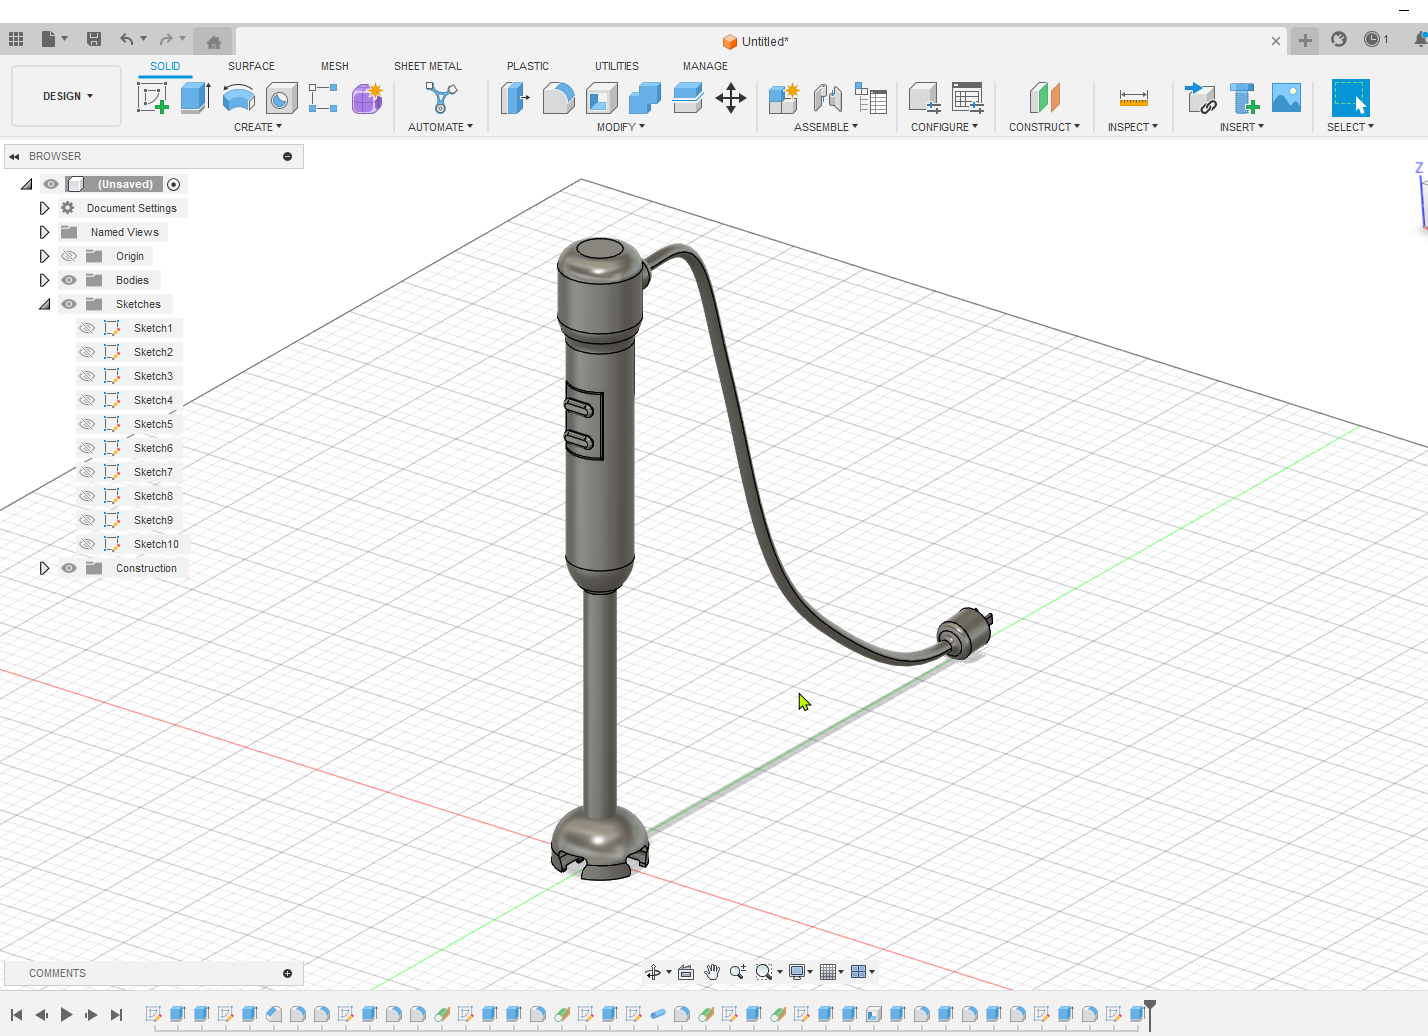 Untitled*
1
SOLID SURFACE MESH SHEET METAL PLASTIC UTILITIES MANAGE
DESIGN
CREATE AUTOMATE MODIFY ASSEMBLE CONFIGURE CONSTRUCT INSPECT INSERT SELECT
BROWSER
(Unsaved)
Document Settings
Named Views
Origin
Bodies
Sketches
Sketch1
Sketch2
Sketch3
Sketch4
Sketch5
Sketch6
Sketch7
Sketch8
Sketch9
Sketch10
Construction
Z
COMMENTS